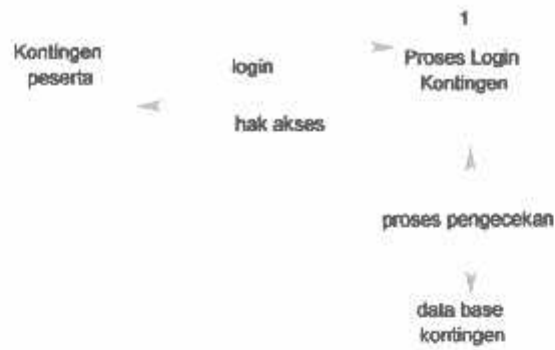 1
Kontingen
peserta
login
Proses Login
Kontingen
hak akses
proses pengecekan
data base
kontingen